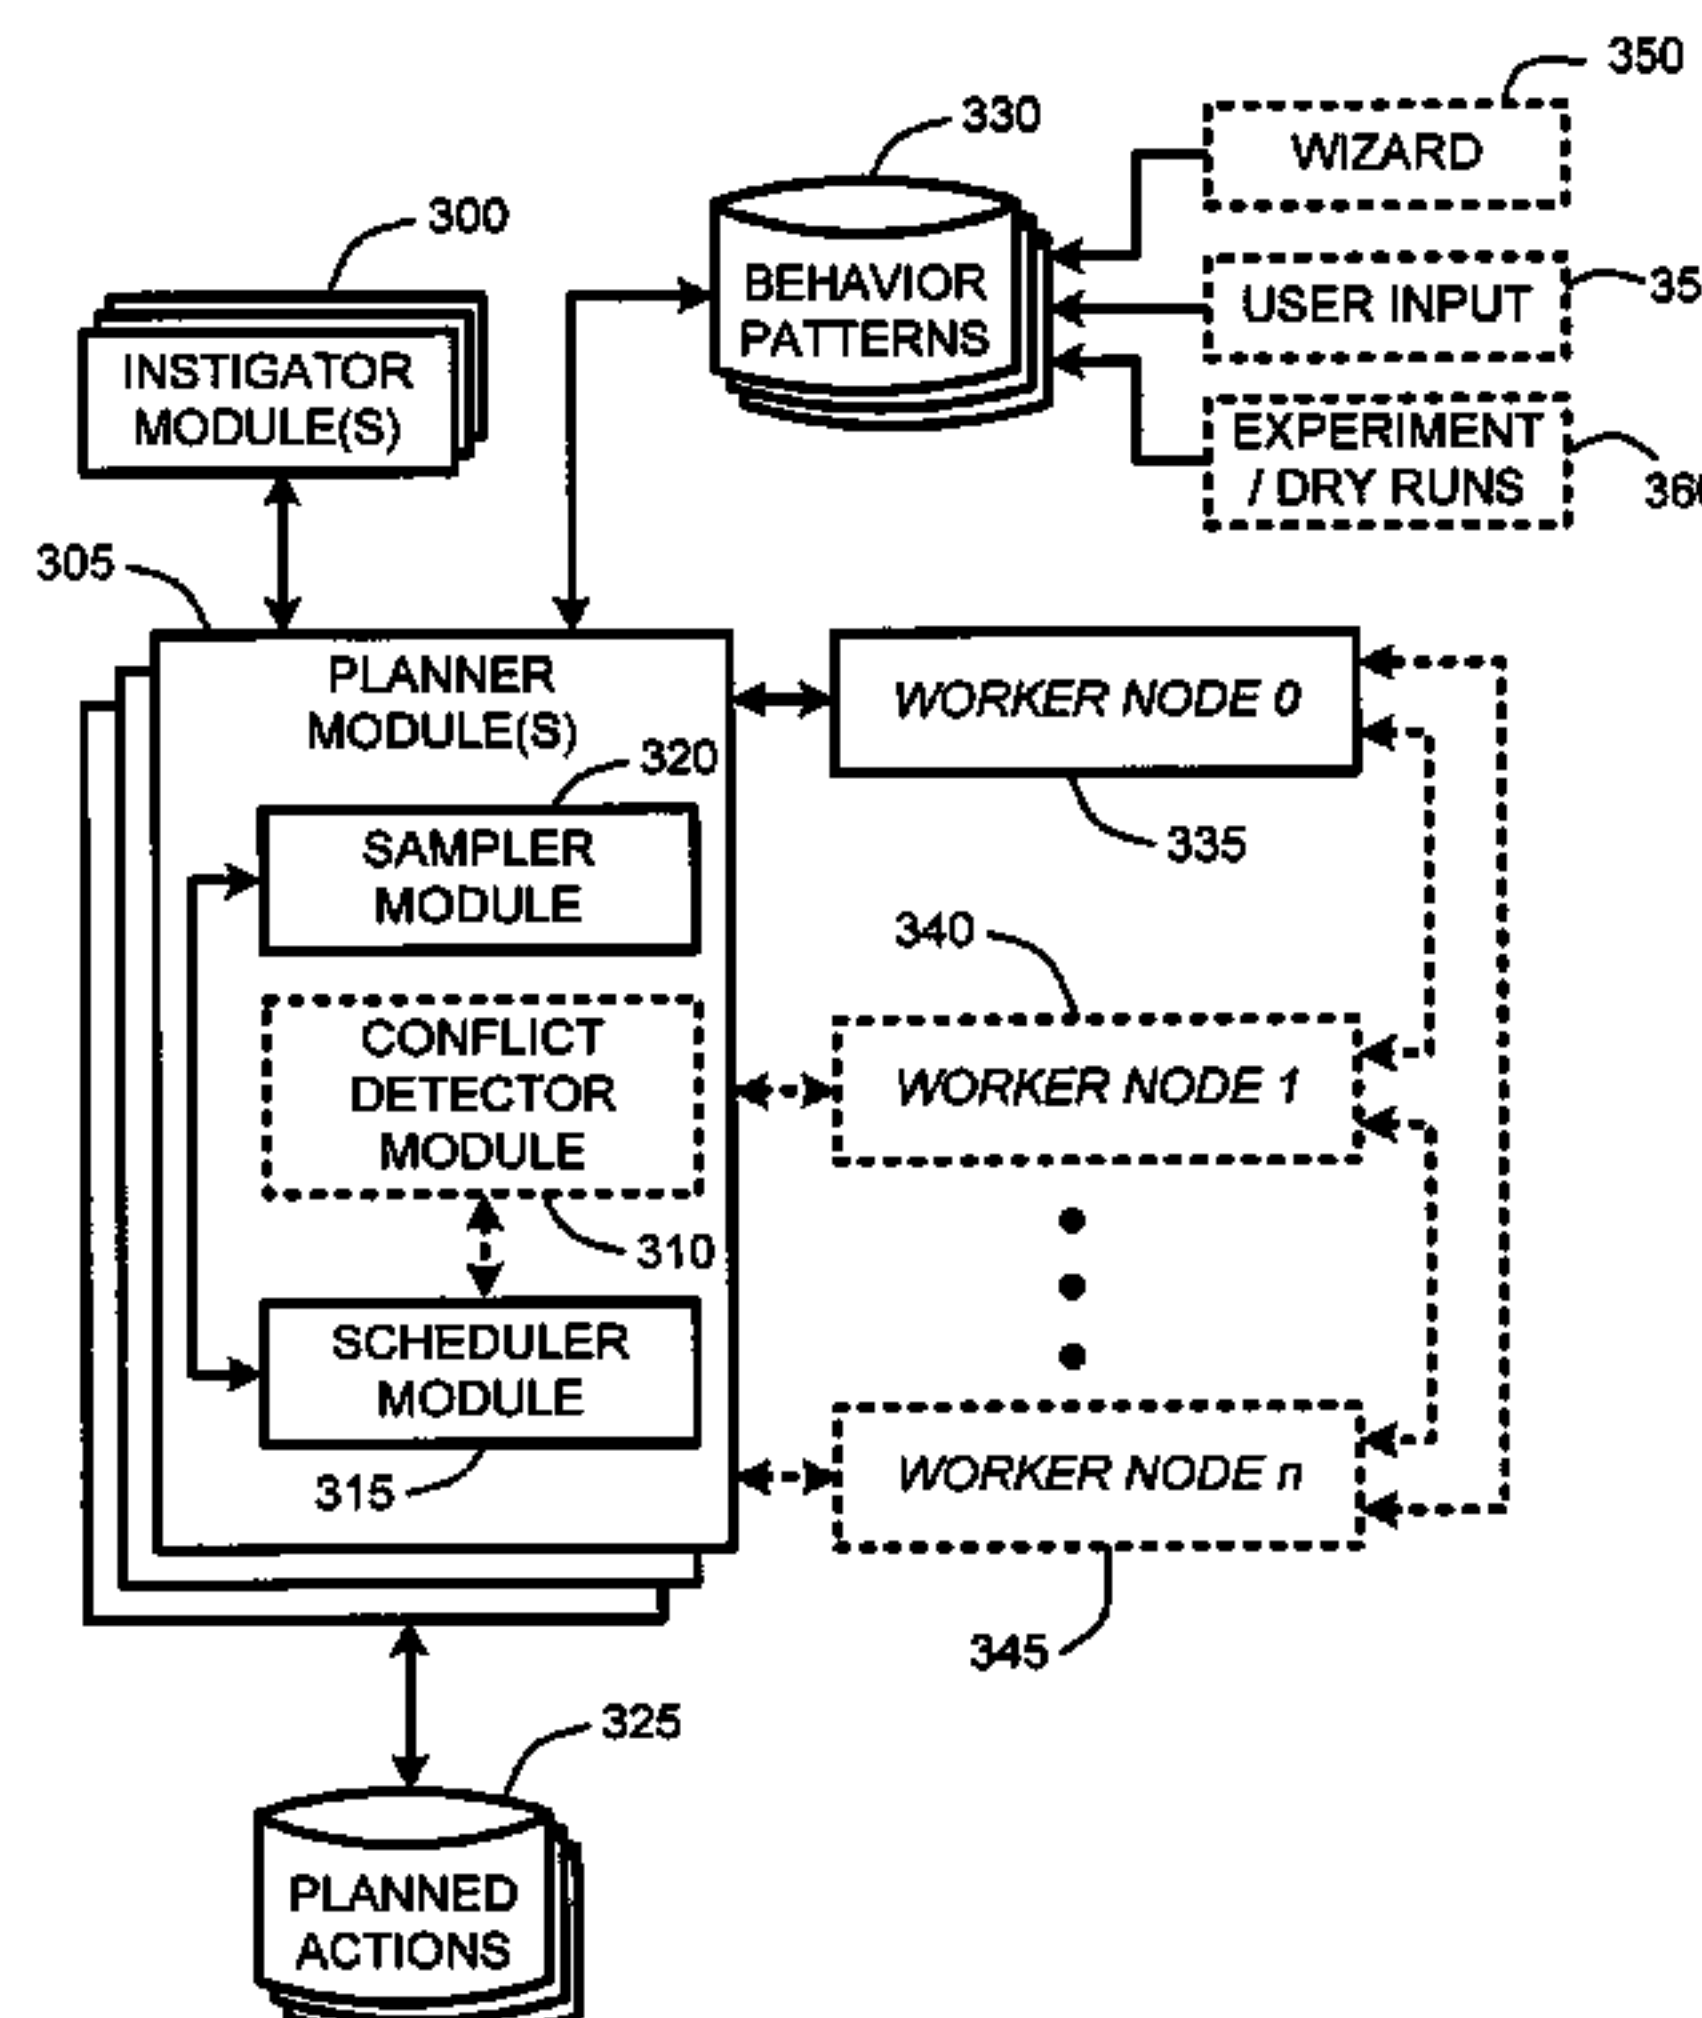 350
330
WIZARD
300
BEHAVIOR
PATTERNS
USER INPUT
35
INSTIGATOR
MODULE(S)
EXPERIMENT
/ DRY RUNS
36
305
PLANNER
MODULE(S)
WORKER NODE 0
320
SAMPLER
MODULE
335
340
CONFLICT
DETECTOR
MODULE
WORKER NODE 1
310
SCHEDULER
MODULE
WORKER NODE n
315
345
325
PLANNED
ACTIONS